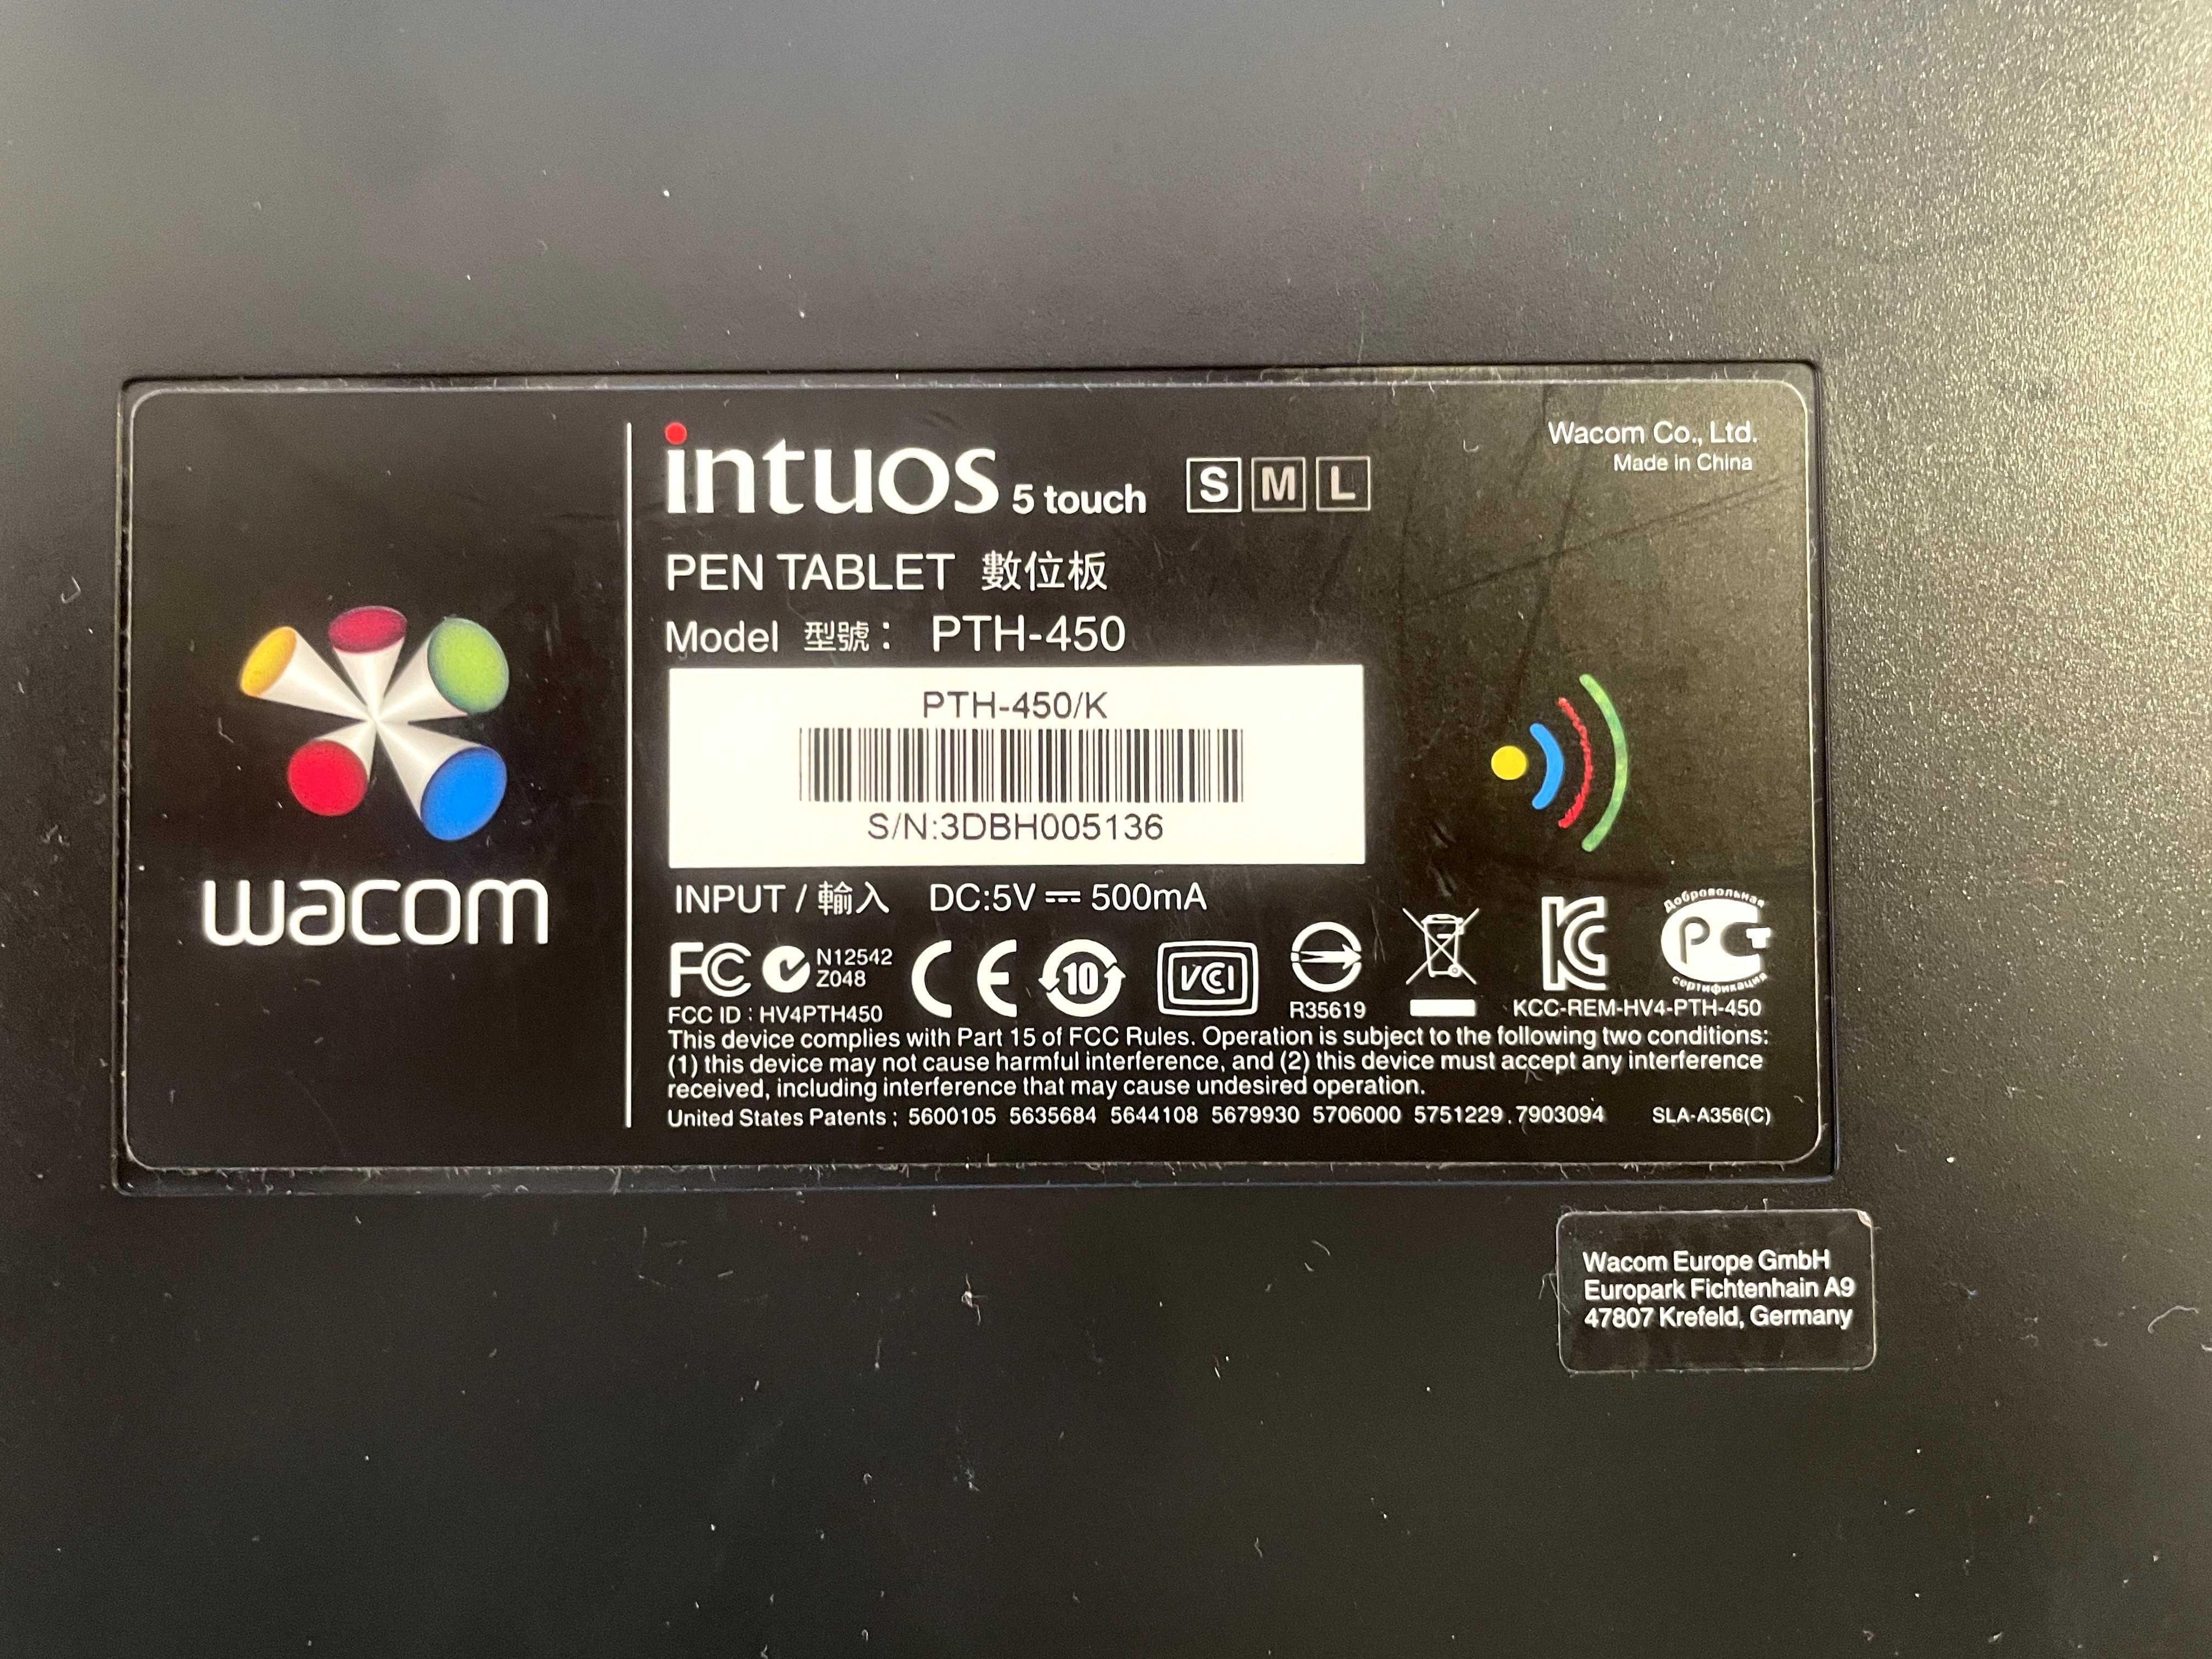 intuos 5 touch S M L
Wacom Co., Ltd.
Made in China
PEN TABLET 數位板
Model 型號： PTH-450
PTH-450/K
S/N:3DBH005136
wacom
INPUT / 輸入 DC:5V 500mA
FC N12542
Z048
CE 10 VCI
R35619
KC
Добровольная
РСТ
сертификация
FCC ID : HV4PTH450
KCC-REM-HV4-PTH-450
This device complies with Part 15 of FCC Rules. Operation is subject to the following two conditions:
(1) this device may not cause harmful interference, and (2) this device must accept any interference
received, including interference that may cause undesired operation.
United States Patents ; 5600105 5635684 5644108 5679930 5706000 5751229.7903094 SLA-A356(C)
Wacom Europe GmbH
Europark Fichtenhain A9
47807 Krefeld, Germany